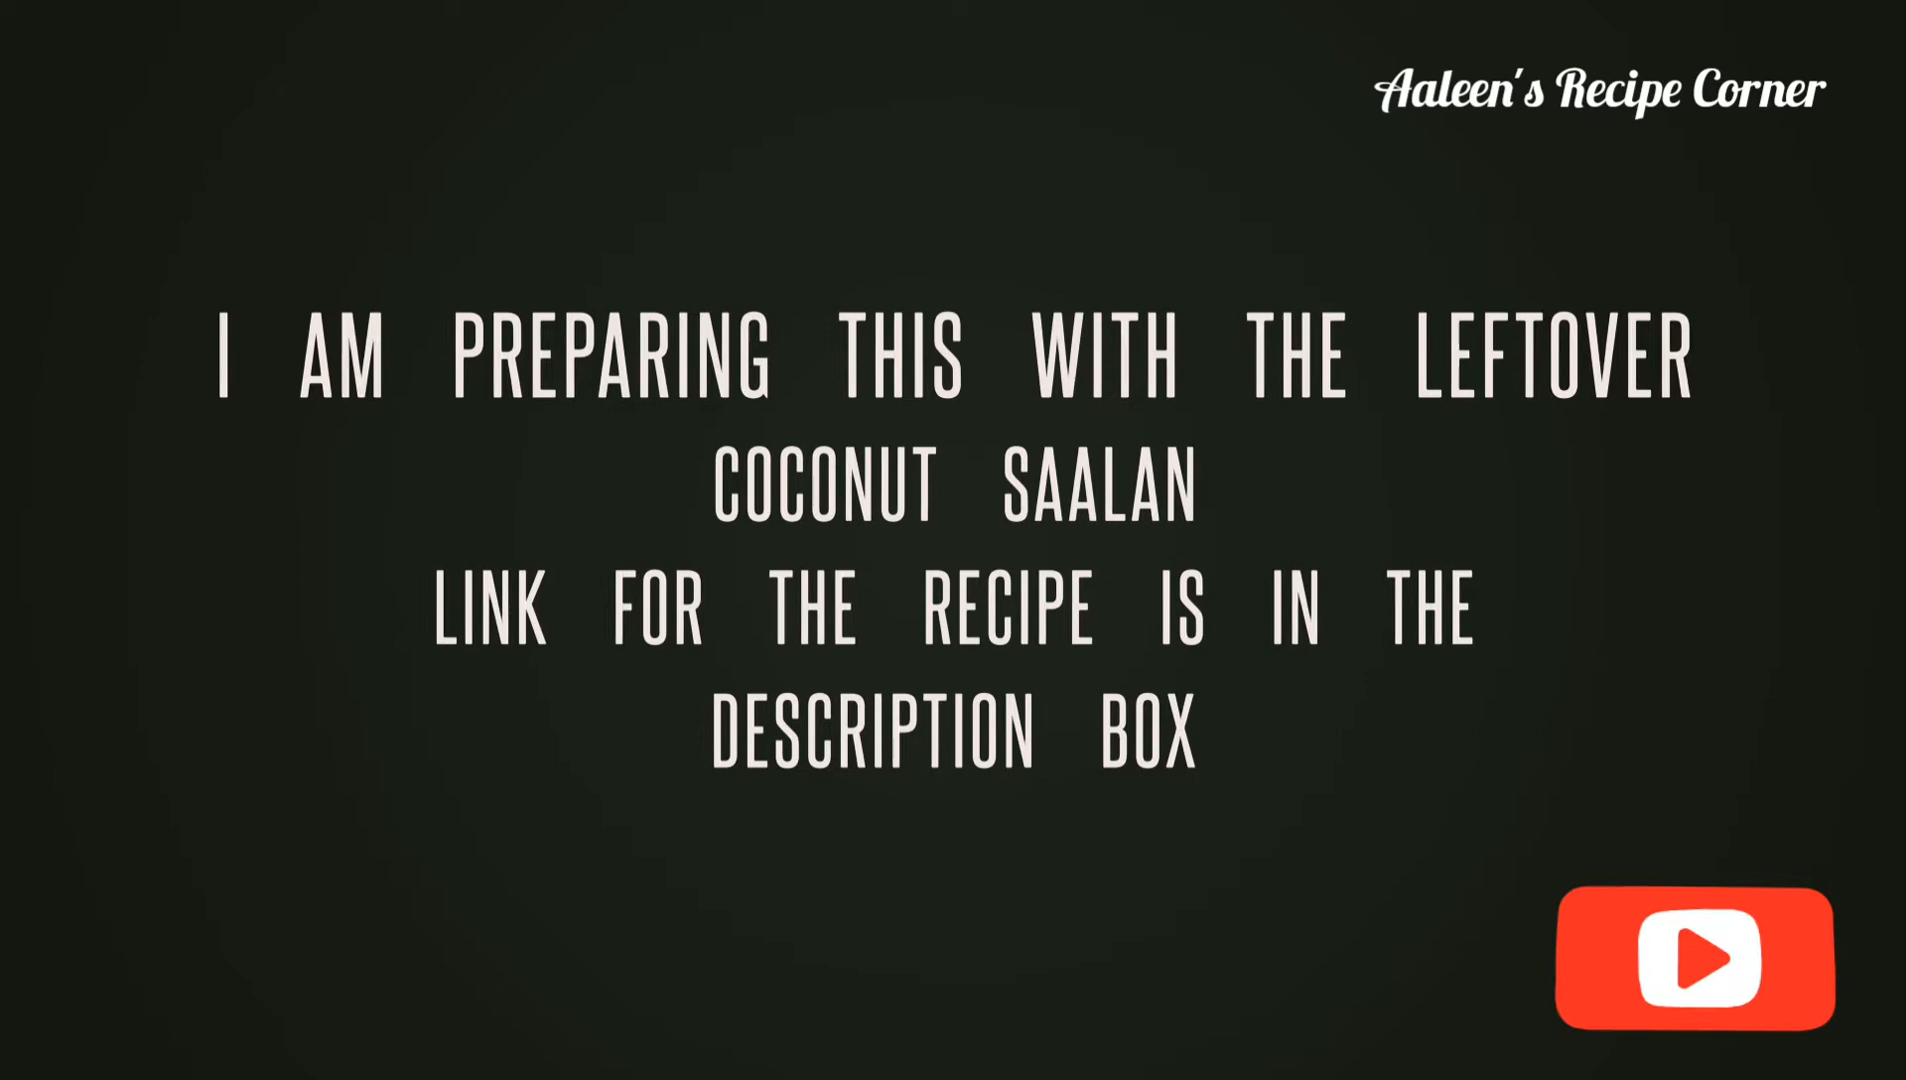 Aaleen's Recipe Corner
I AM PREPARING THIS WITH THE LEFTOVER
COCONUT SAALAN
LINK FOR THE RECIPE IS IN THE
DESCRIPTION BOX